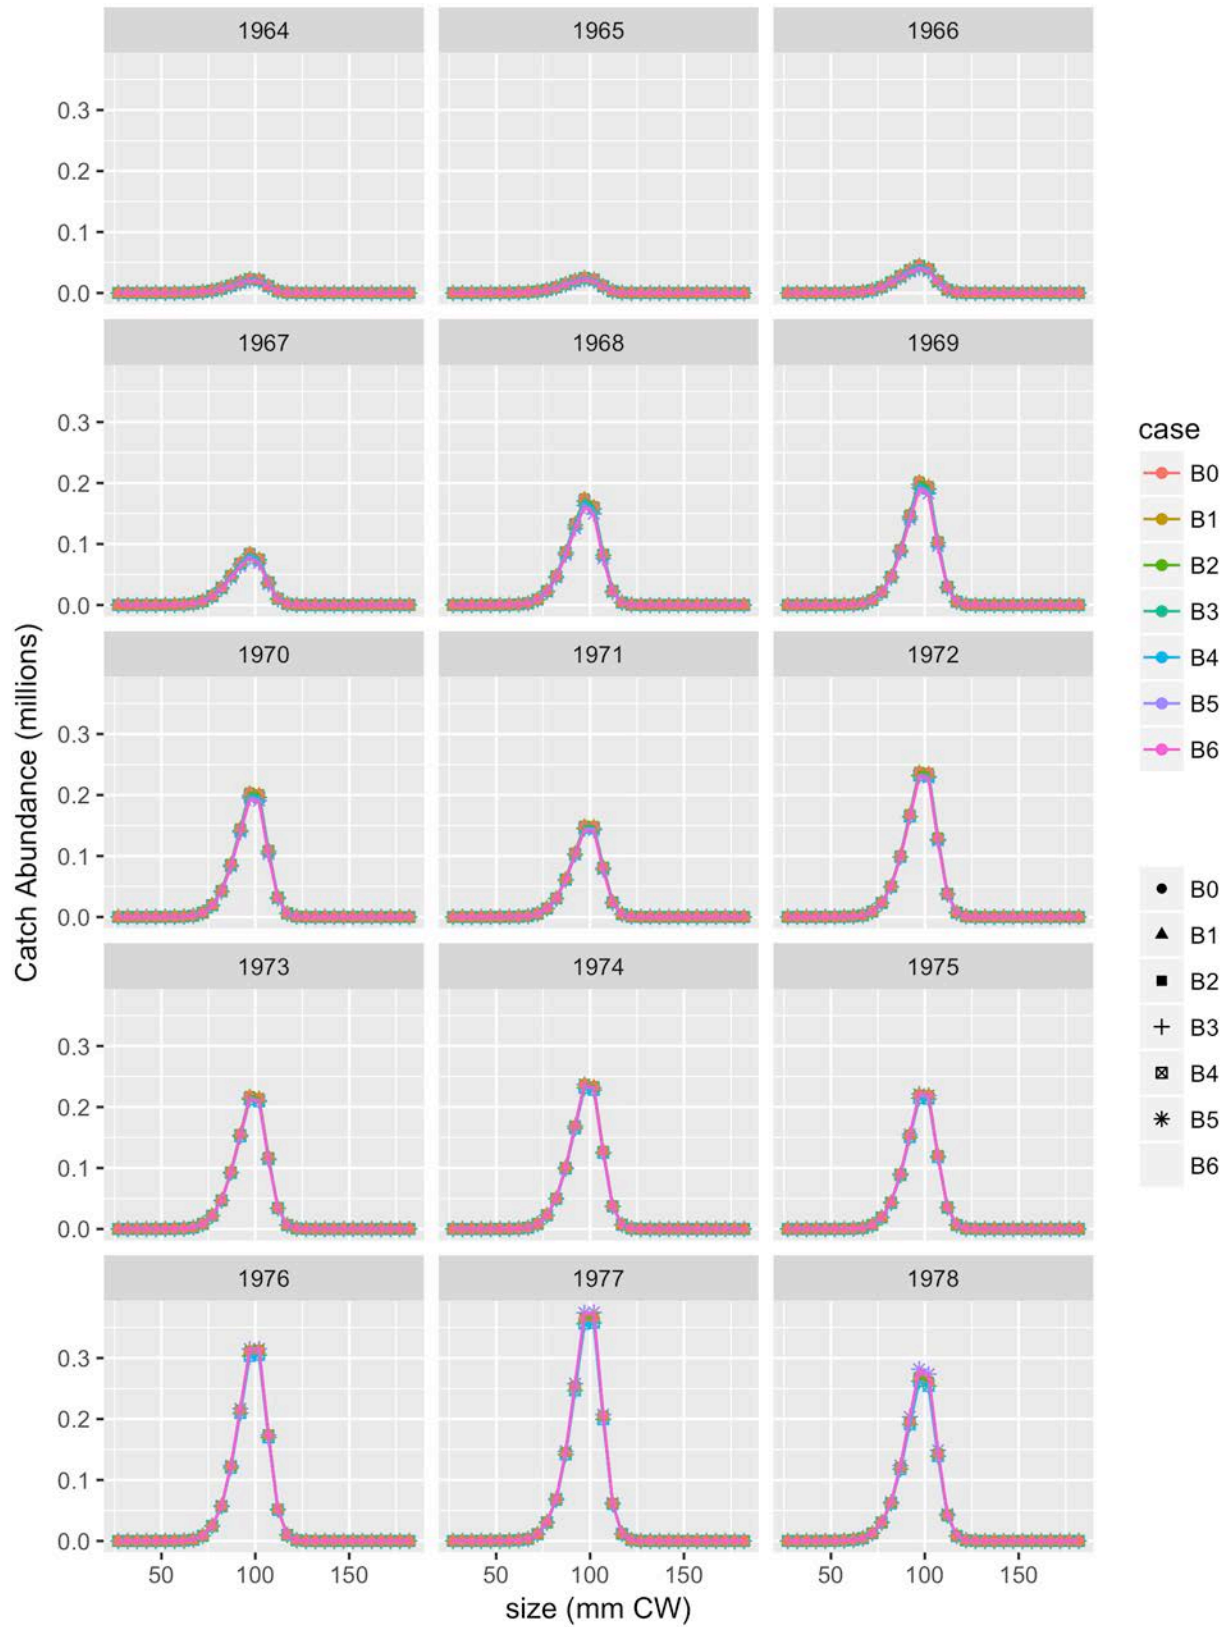 1964 1965 1966
0.3
0.2
0.1
0.0
1967 1968 1969
0.3
0.2
0.1
0.0
1970 1971 1972
0.3
0.2
0.1
0.0
1973 1974 1975
0.3
0.2
0.1
0.0
1976 1977 1978
0.3
0.2
0.1
0.0
50 100 150 50 100 150 50 100 150
size (mm CW)
Catch Abundance (millions)
case
B0
B1
B2
B3
B4
B5
B6
B0
B1
B2
B3
B4
B5
B6